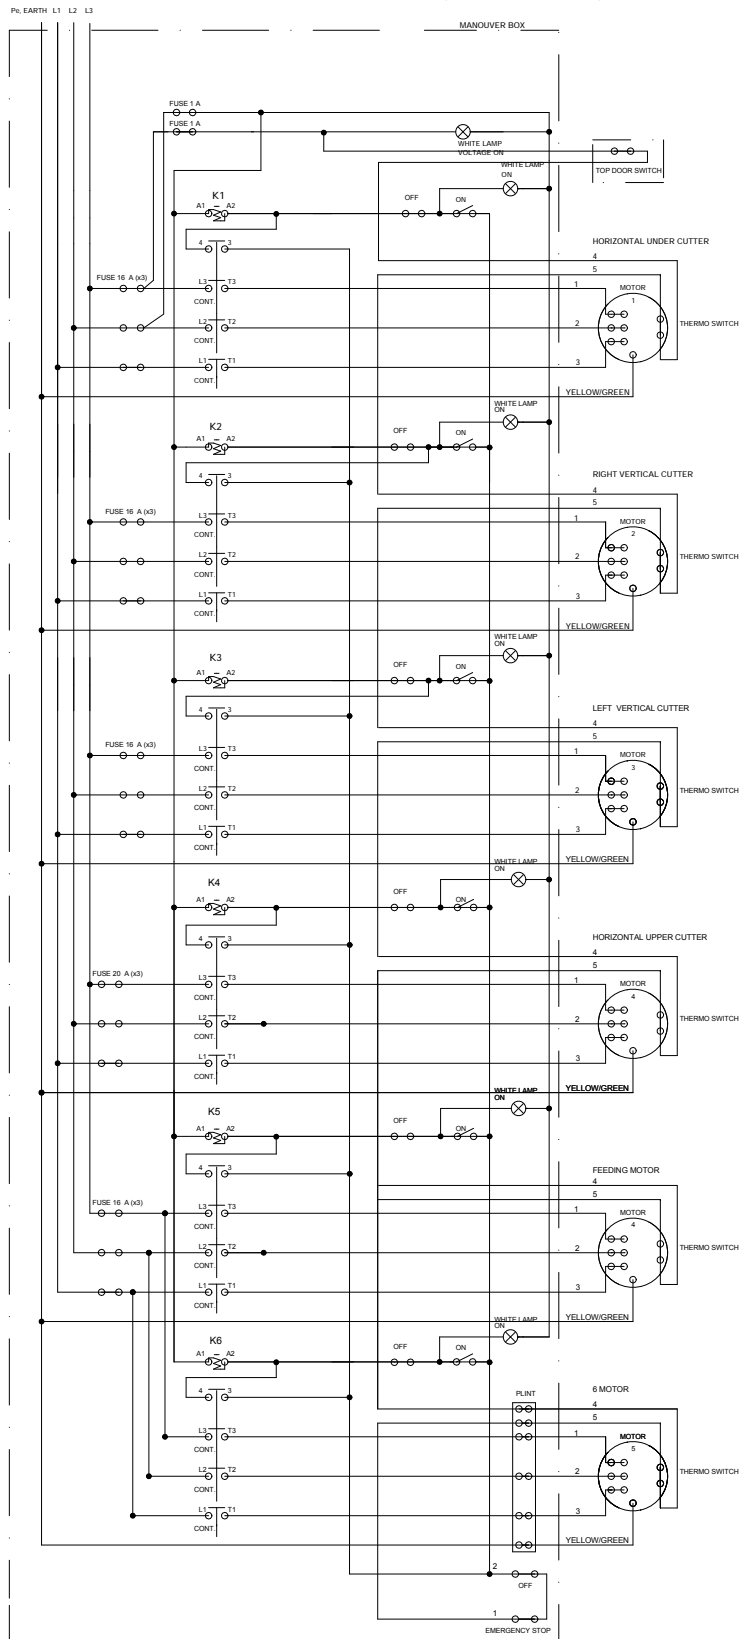 Pe, EARTH L1 L2 L3
MANOUVER BOX
FUSE 1 A
FUSE 1 A
WHITE LAMP
VOLTAGE ON
WHITE LAMP
ON
TOP DOOR SWITCH
K1
A1 A2
OFF
ON
4 3
HORIZONTAL UNDER CUTTER
4
5
FUSE 16 A (x3)
L3 T3
1
MOTOR
1
CONT.
L2 T2
2
THERMO SWITCH
CONT.
L1 T1
3
CONT.
YELLOW/GREEN
WHITE LAMP
ON
K2
A1 A2
OFF
ON
4 3
RIGHT VERTICAL CUTTER
4
5
FUSE 16 A (x3)
L3 T3
1
MOTOR
2
CONT.
L2 T2
2
THERMO SWITCH
CONT.
L1 T1
3
CONT.
YELLOW/GREEN
WHITE LAMP
ON
K3
A1 A2
OFF
ON
4 3
LEFT VERTICAL CUTTER
4
5
FUSE 16 A (x3)
L3 T3
1
MOTOR
3
CONT.
L2 T2
2
THERMO SWITCH
CONT.
L1 T1
3
CONT.
YELLOW/GREEN
WHITE LAMP
ON
K4
A1 A2
OFF
ON
4 3
HORIZONTAL UPPER CUTTER
4
5
FUSE 20 A (x3)
L3 T3
1
MOTOR
4
CONT.
L2 T2
2
THERMO SWITCH
CONT.
L1 T1
3
CONT.
YELLOW/GREEN
WHITE LAMP
ON
K5
A1 A2
OFF
ON
4 3
FEEDING MOTOR
4
5
FUSE 16 A (x3)
L3 T3
1
MOTOR
4
CONT.
L2 T2
2
THERMO SWITCH
CONT.
L1 T1
3
CONT.
YELLOW/GREEN
WHITE LAMP
ON
K6
A1 A2
OFF
ON
4 3
PLINT
6 MOTOR
4
5
L3 T3
1
MOTOR
5
CONT.
L2 T2
2
THERMO SWITCH
CONT.
L1 T1
3
CONT.
YELLOW/GREEN
2
OFF
1
EMERGENCY STOP